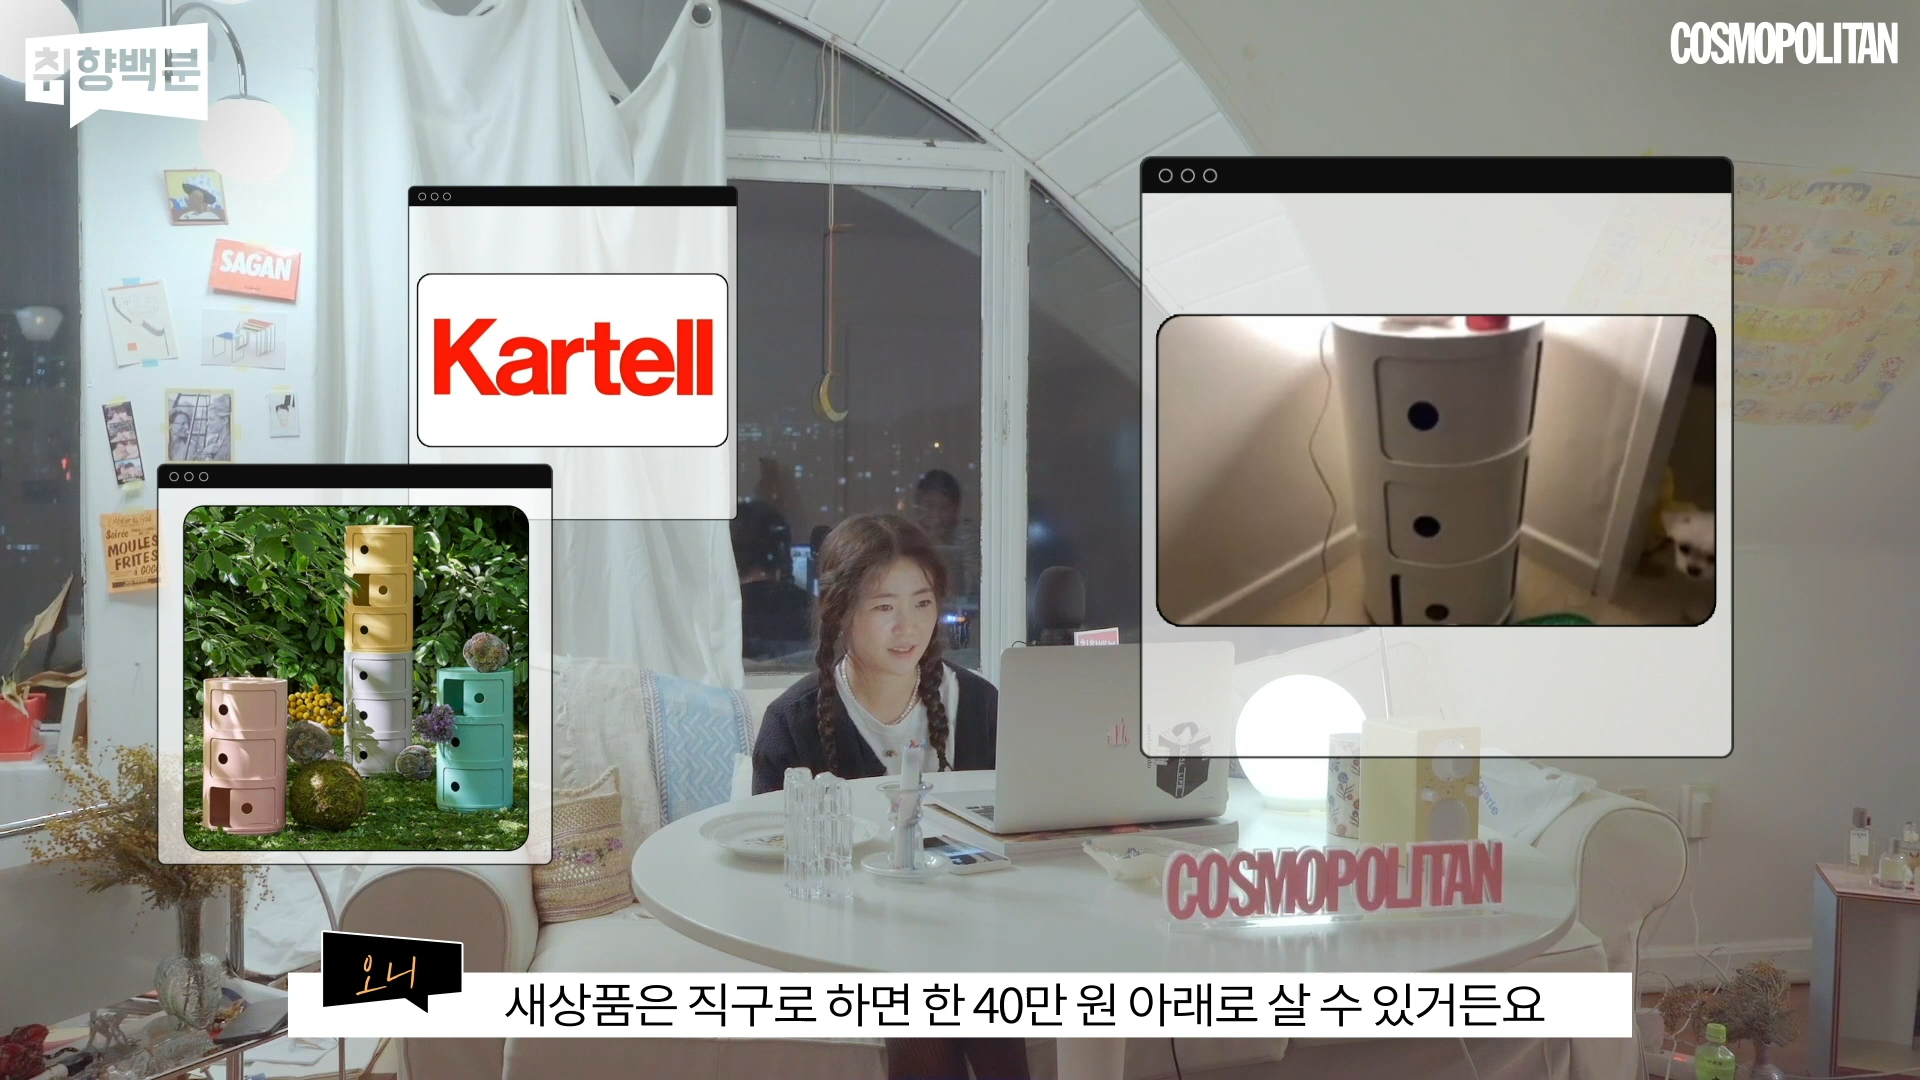 취향백분
COSMOPOLITAN
SAGAN
Kartell
Soirée
MOULES
FRITES
COSMOPOLITAN
오니
새상품은 직구로 하면 한 40만 원 아래로 살 수 있거든요